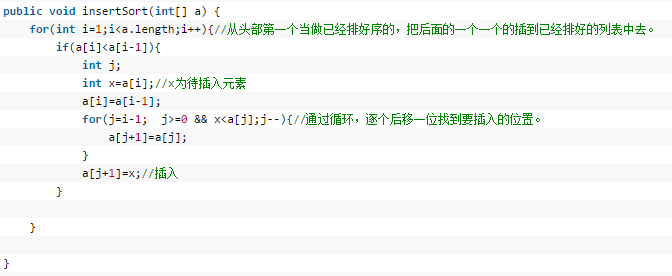 public void insertSort(int[] a) {
for(int i=1;i<a.length;i++){//从头部第一个当做已经排好序的，把后面的一个一个的插到已经排好的列表中去。
if(a[i]<a[i-1]){
int j;
int x=a[i];//x为待插入元素
a[i]=a[i-1];
for(j=i-1;  j>=0 && x<a[j];j--){//通过循环，逐个后移一位找到要插入的位置。
a[j+1]=a[j];
}
a[j+1]=x;//插入
}
}
}